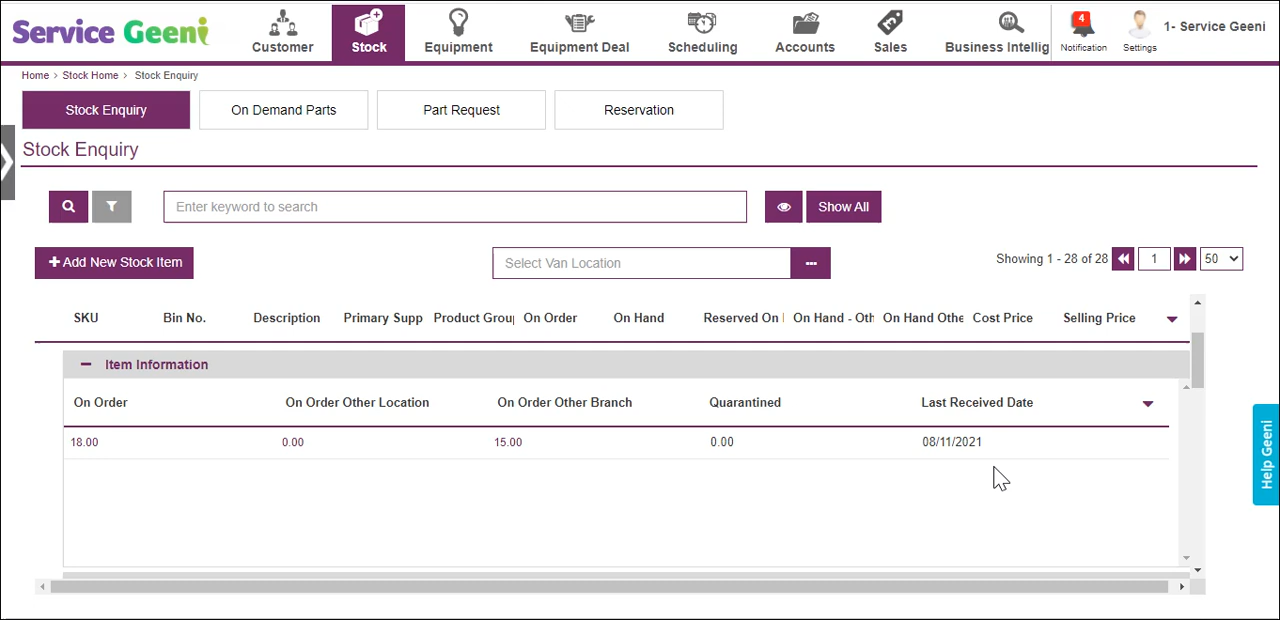 Service Geeni
Customer
Stock
Equipment
Equipment Deal
Scheduling
Accounts
Sales
Business Intellig
4
Notification
Settings
1- Service Geeni
Home > Stock Home > Stock Enquiry
Stock Enquiry
On Demand Parts
Part Request
Reservation
Stock Enquiry
Enter keyword to search
Show All
+ Add New Stock Item
Select Van Location
Showing 1 - 28 of 28
1
50
SKU
Bin No.
Description
Primary Supp
Product Group
On Order
On Hand
Reserved On
On Hand - Oth
On Hand Othe
Cost Price
Selling Price
Item Information
On Order
On Order Other Location
On Order Other Branch
Quarantined
Last Received Date
18.00
0.00
15.00
0.00
08/11/2021
Help Geeni